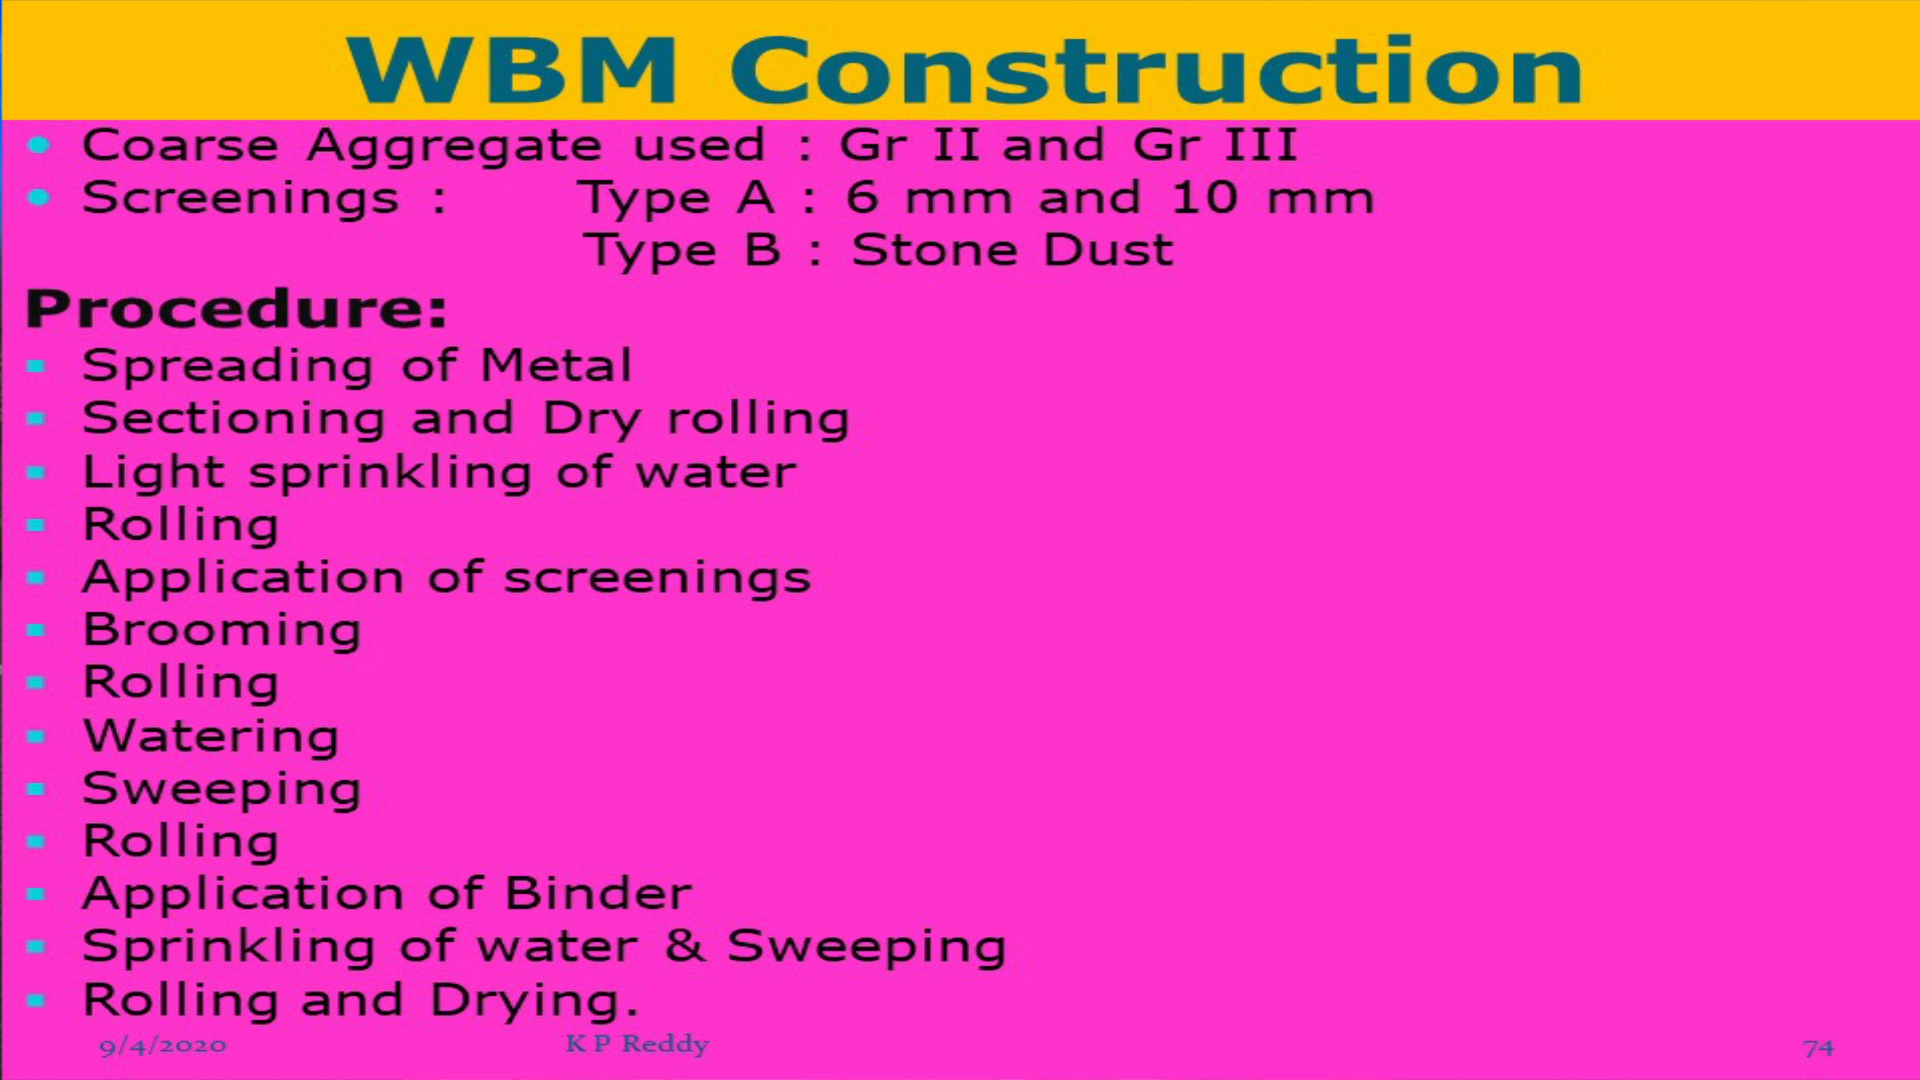 WBM Construction
Coarse Aggregate used : Gr II and Gr III
Screenings : Type A : 6 mm and 10 mm
Type B : Stone Dust
Procedure:
Spreading of Metal
Sectioning and Dry rolling
Light sprinkling of water
Rolling
Application of screenings
Brooming
Rolling
Watering
Sweeping
Rolling
Application of Binder
Sprinkling of water & Sweeping
Rolling and Drying.
9/4/2020 K P Reddy 74